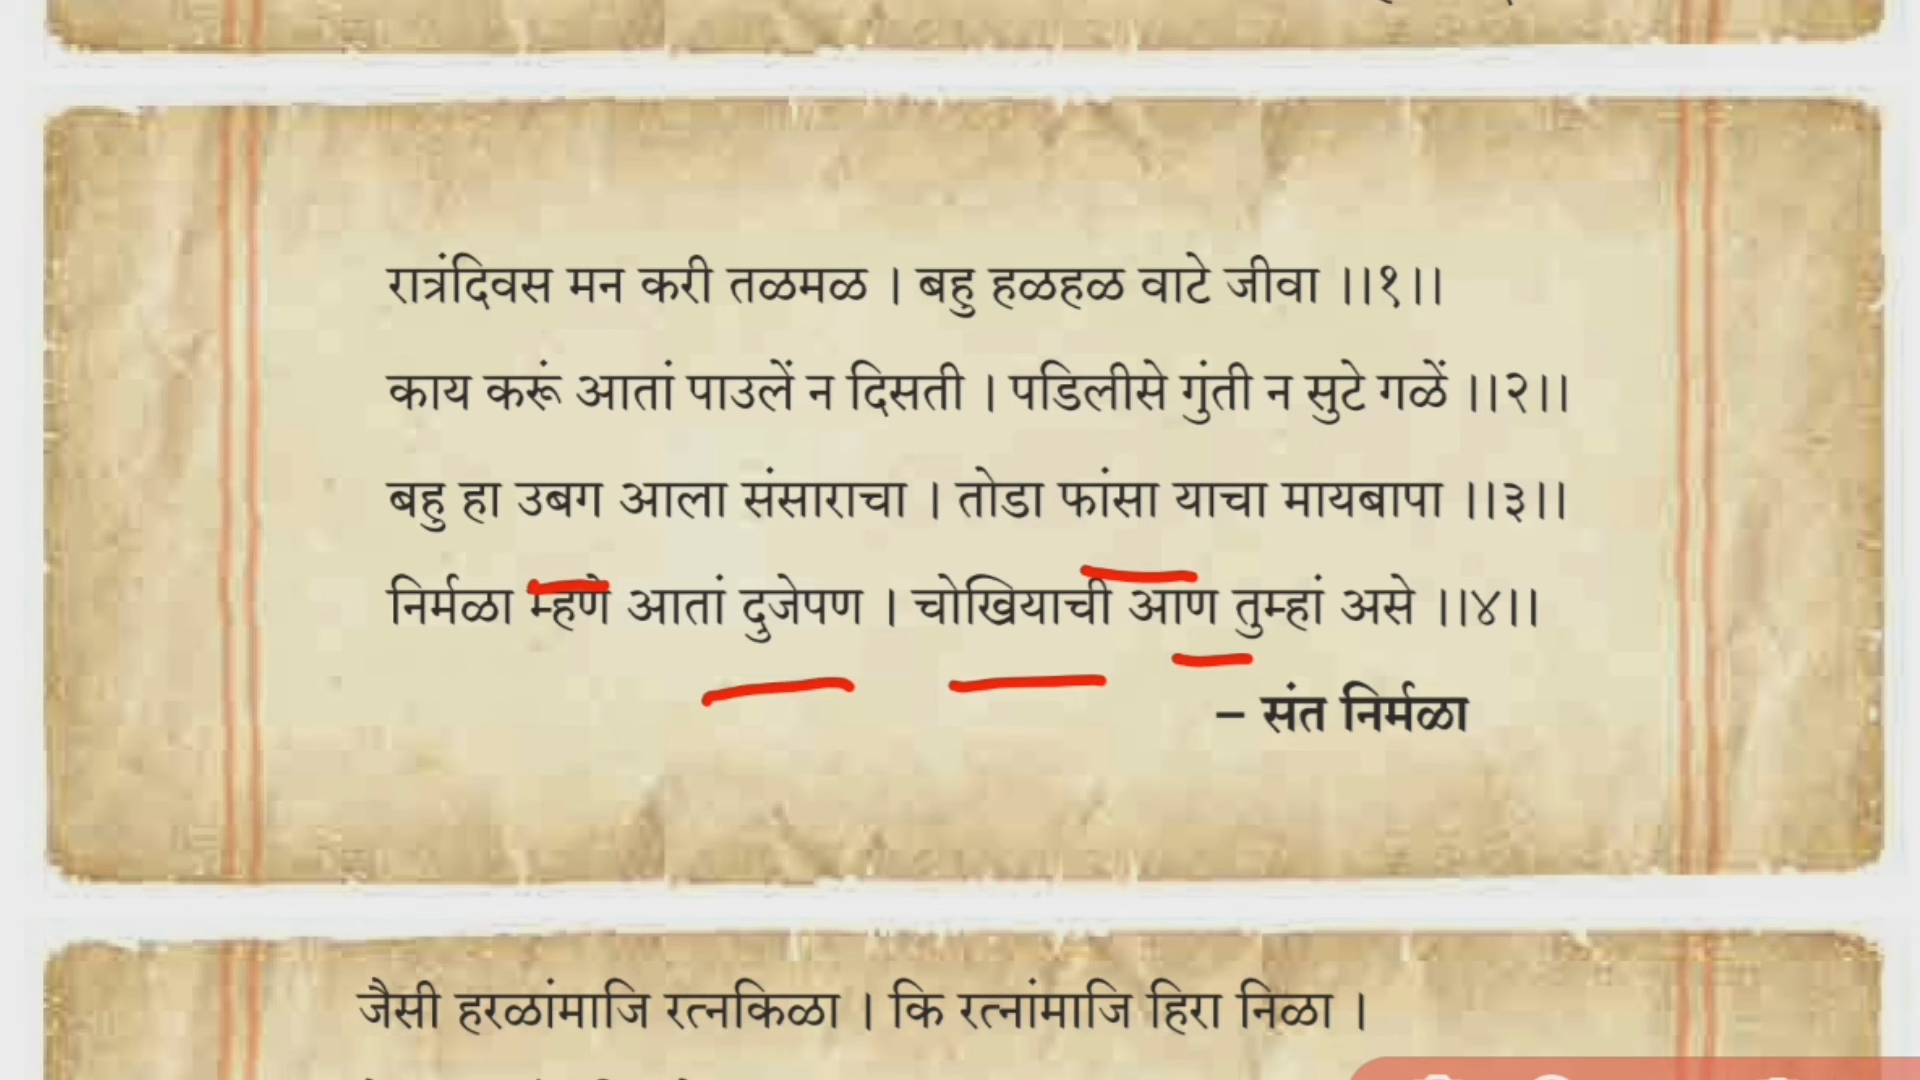 रात्रंदिवस मन करी तळमळ । बहु हळहळ वाटे जीवा ।।१।।
काय करूं आतां पाउलें न दिसती । पडिलीसे गुंती न सुटे गळें ।।२।।
बहु हा उबग आला संसाराचा । तोडा फांसा याचा मायबापा ।।३।।
निर्मळा म्हणे आतां दुजेपण । चोखियाची आण तुम्हां असे ।।४।।
– संत निर्मळा
जैसी हरळांमाजि रत्नकिळा । कि रत्नांमाजि हिरा निळा ।